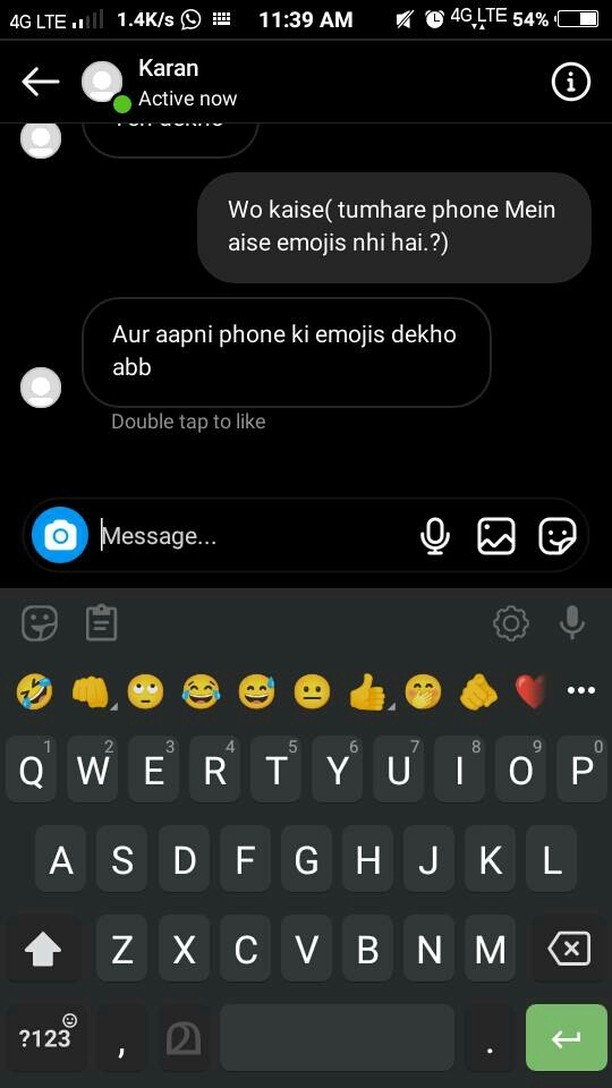 4G LTE 1.4K/s 11:39 AM 4G LTE 54%
Karan
Active now
Wo kaise( tumhare phone Mein
aise emojis nhi hai.?)
Aur aapni phone ki emojis dekho
abb
Double tap to like
Message...
1 2 3 4 5 6 7 8 9 0
Q W E R T Y U I O P
A S D F G H J K L
Z X C V B N M
?123 , മ .